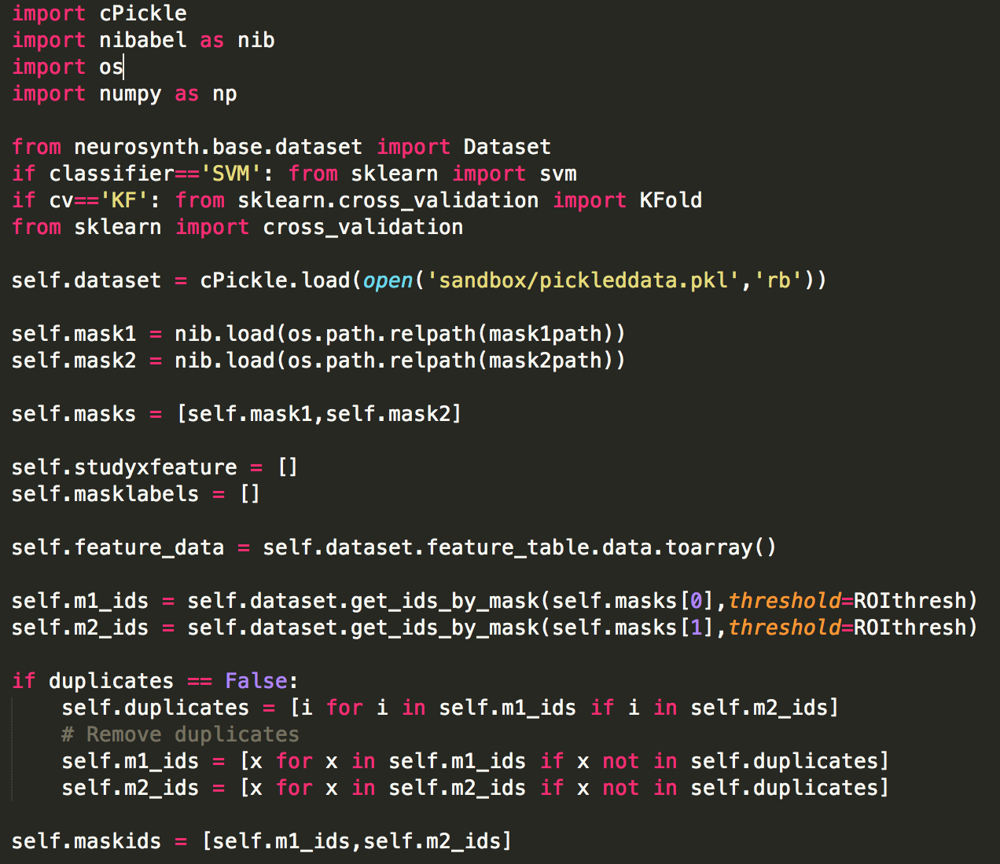 import cPickle
import nibabel as nib
import os
import numpy as np

from neurosynth.base.dataset import Dataset
if classifier=='SVM': from sklearn import svm
if cv=='KF': from sklearn.cross_validation import KFold
from sklearn import cross_validation

self.dataset = cPickle.load(open('sandbox/pickleddata.pkl','rb'))

self.mask1 = nib.load(os.path.relpath(mask1path))
self.mask2 = nib.load(os.path.relpath(mask2path))

self.masks = [self.mask1,self.mask2]

self.studyxfeature = []
self.masklabels = []

self.feature_data = self.dataset.feature_table.data.toarray()

self.m1_ids = self.dataset.get_ids_by_mask(self.masks[0],threshold=ROIthresh)
self.m2_ids = self.dataset.get_ids_by_mask(self.masks[1],threshold=ROIthresh)

if duplicates == False:
    self.duplicates = [i for i in self.m1_ids if i in self.m2_ids]
    # Remove duplicates
    self.m1_ids = [x for x in self.m1_ids if x not in self.duplicates]
    self.m2_ids = [x for x in self.m2_ids if x not in self.duplicates]

self.maskids = [self.m1_ids,self.m2_ids]